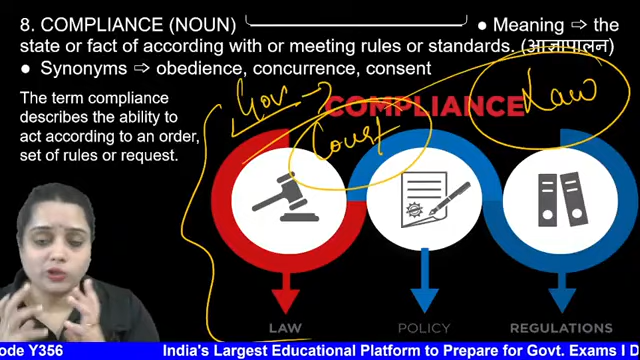 8. COMPLIANCE (NOUN) ● Meaning ⇨ the
state or fact of according with or meeting rules or standards. (आज्ञापालन)
● Synonyms ⇨ obedience, concurrence, consent
The term compliance
describes the ability to
act according to an order,
set of rules or request.
Gov.
COMPLIANCE
Law
Court
LAW
POLICY
REGULATIONS
ode Y356 India's Largest Educational Platform to Prepare for Govt. Exams I D